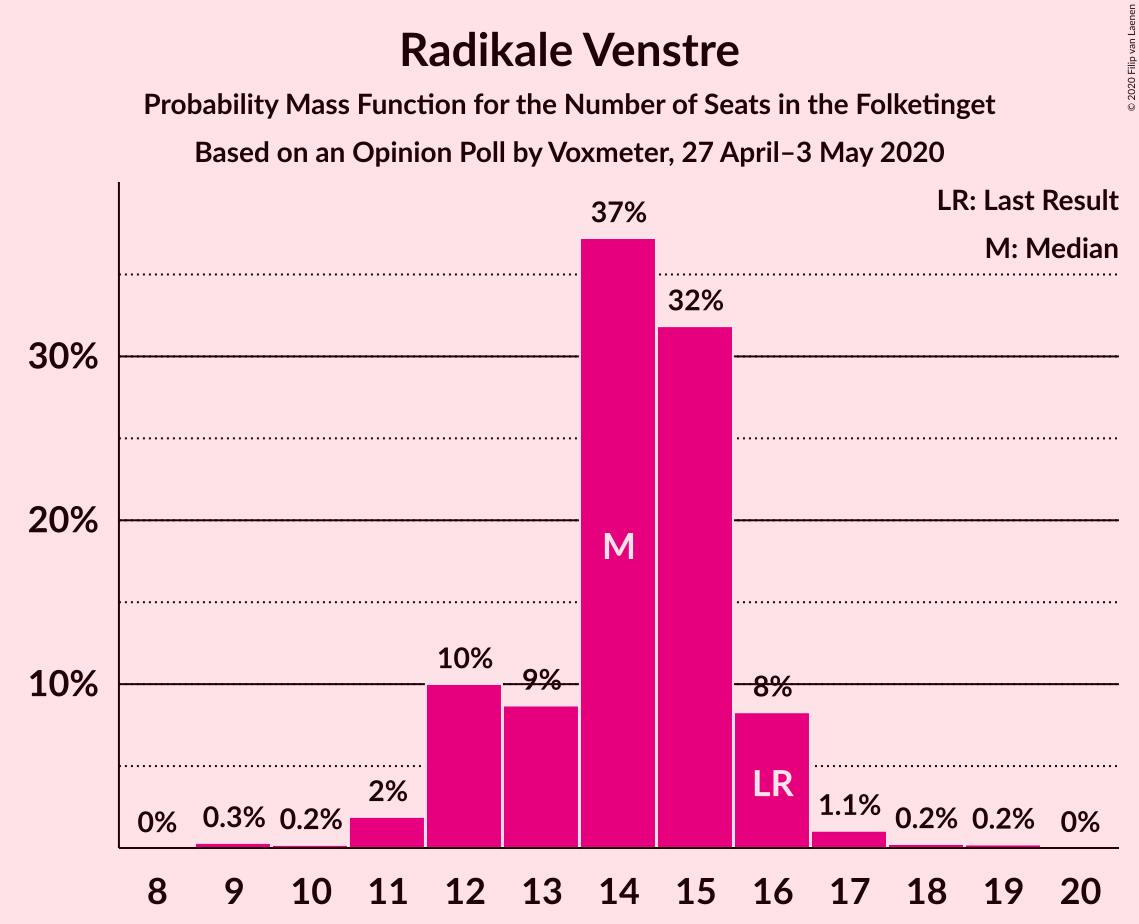 Radikale Venstre
Probability Mass Function for the Number of Seats in the Folketinget
Based on an Opinion Poll by Voxmeter, 27 April–3 May 2020
© 2020 Filip van Laenen
LR: Last Result
M: Median
37%
32%
30%
20%
M
10%
9%
8%
10%
LR
2%
1.1%
0%
0.3%
0.2%
0.2%
0.2%
0%
8 9 10 11 12 13 14 15 16 17 18 19 20